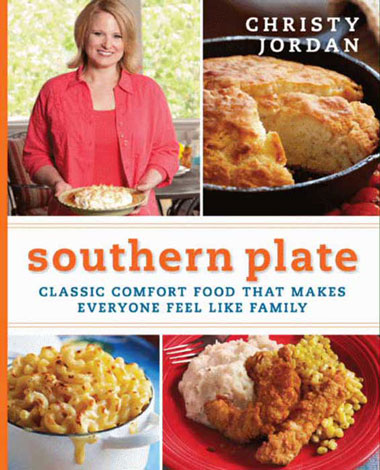 CHRISTY
JORDAN
southern plate
CLASSIC COMFORT FOOD THAT MAKES
EVERYONE FEEL LIKE FAMILY